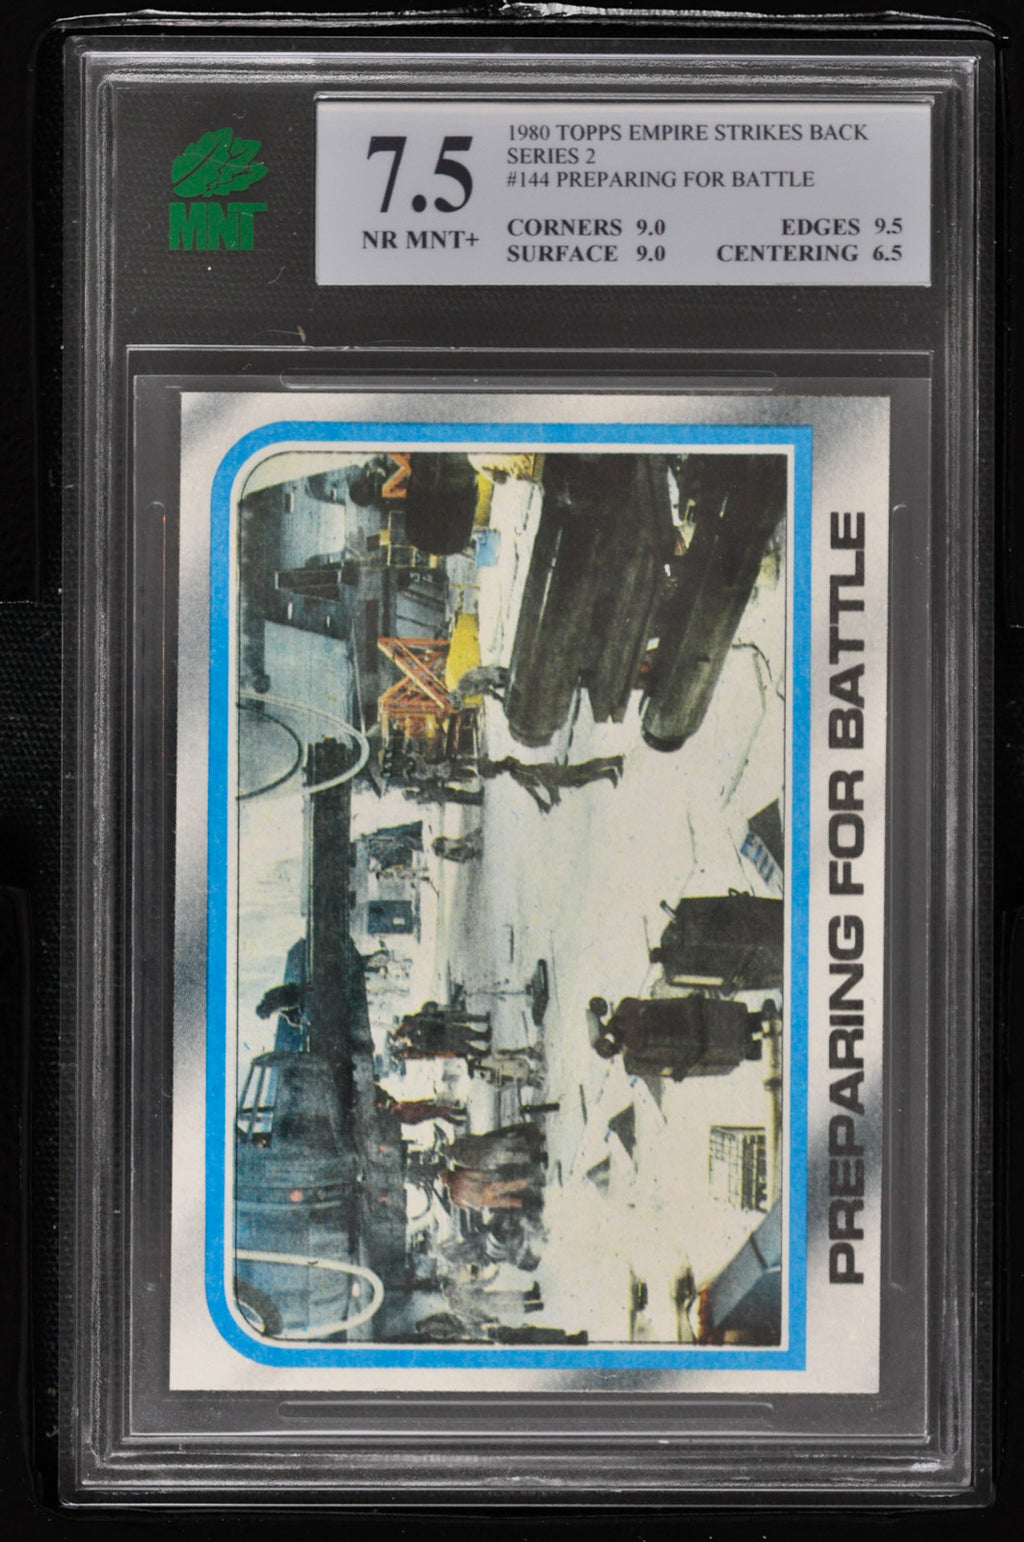 MNT
7.5
NR MNT+
1980 TOPPS EMPIRE STRIKES BACK
SERIES 2
#144 PREPARING FOR BATTLE
CORNERS 9.0 EDGES 9.5
SURFACE 9.0 CENTERING 6.5
PREPARING FOR BATTLE